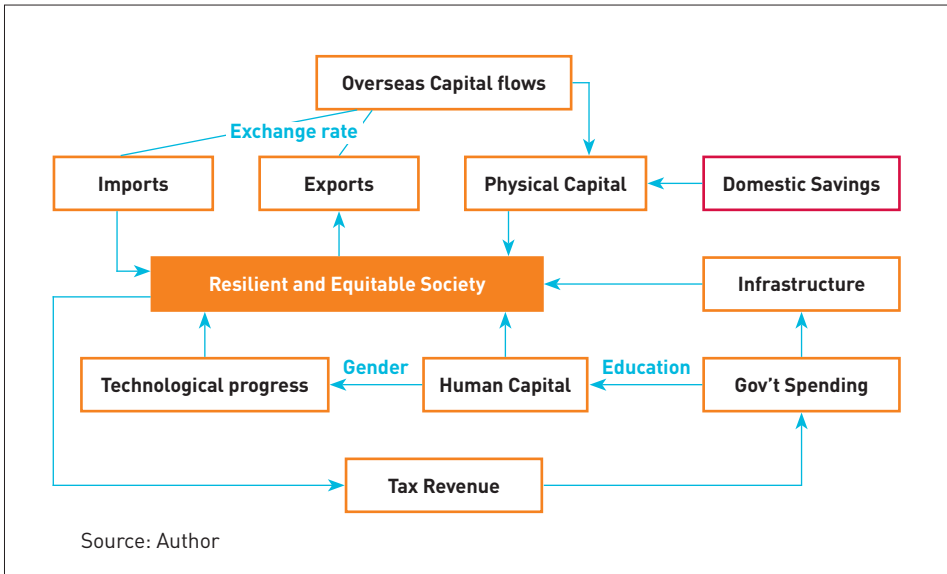 Overseas Capital flows
Exchange rate
Imports
Exports
Physical Capital
Domestic Savings
Resilient and Equitable Society
Infrastructure
Technological progress
Gender
Human Capital
Education
Gov't Spending
Tax Revenue
Source: Author